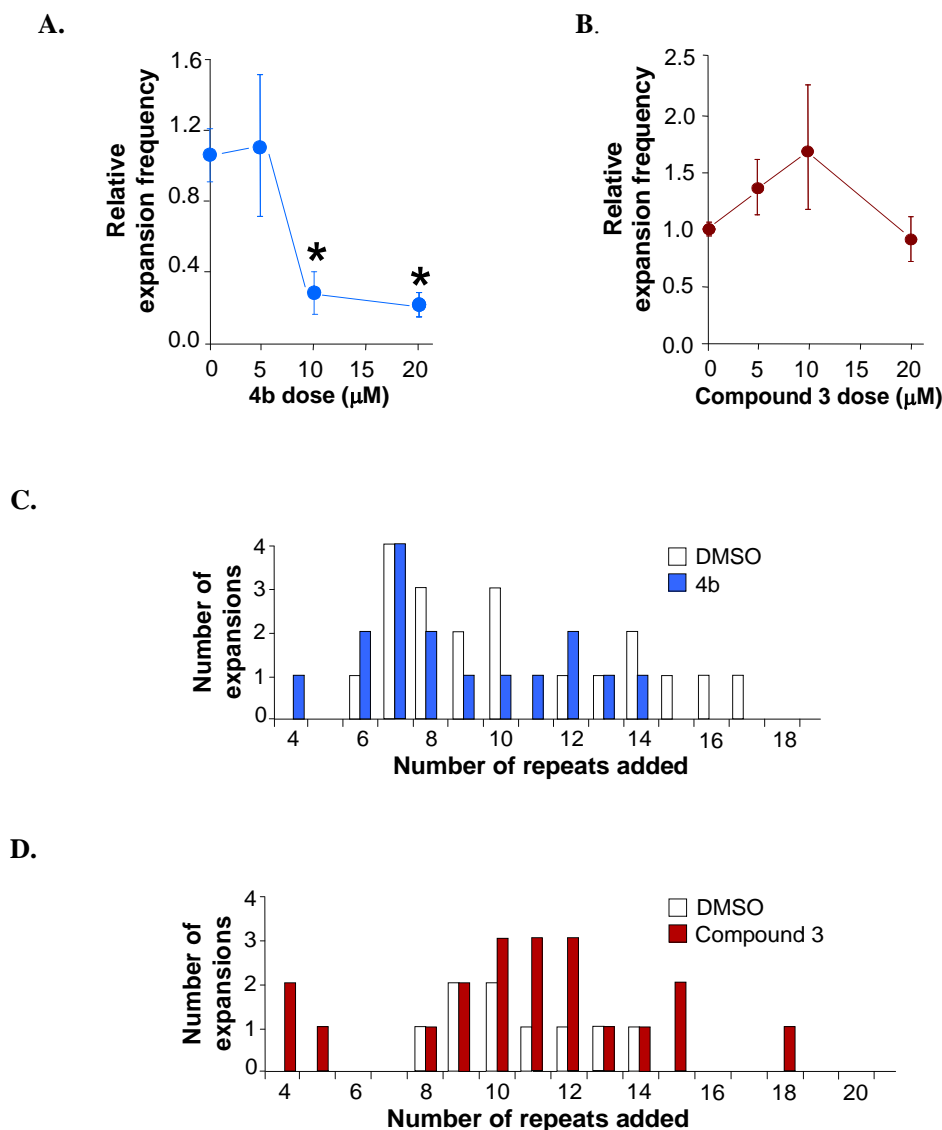 A.
1.6
1.2
0.8
0.4
0.0
Relative
expansion frequency
*
*
0 5 10 15 20
4b dose (μM)
B.
2.5
2.0
1.5
1.0
0.5
0.0
Relative
expansion frequency
0 5 10 15 20
Compound 3 dose (μM)
C.
4
3
2
1
0
Number of
expansions
DMSO
4b
4 6 8 10 12 14 16 18
Number of repeats added
D.
4
3
2
1
0
Number of
expansions
DMSO
Compound 3
4 6 8 10 12 14 16 18 20
Number of repeats added